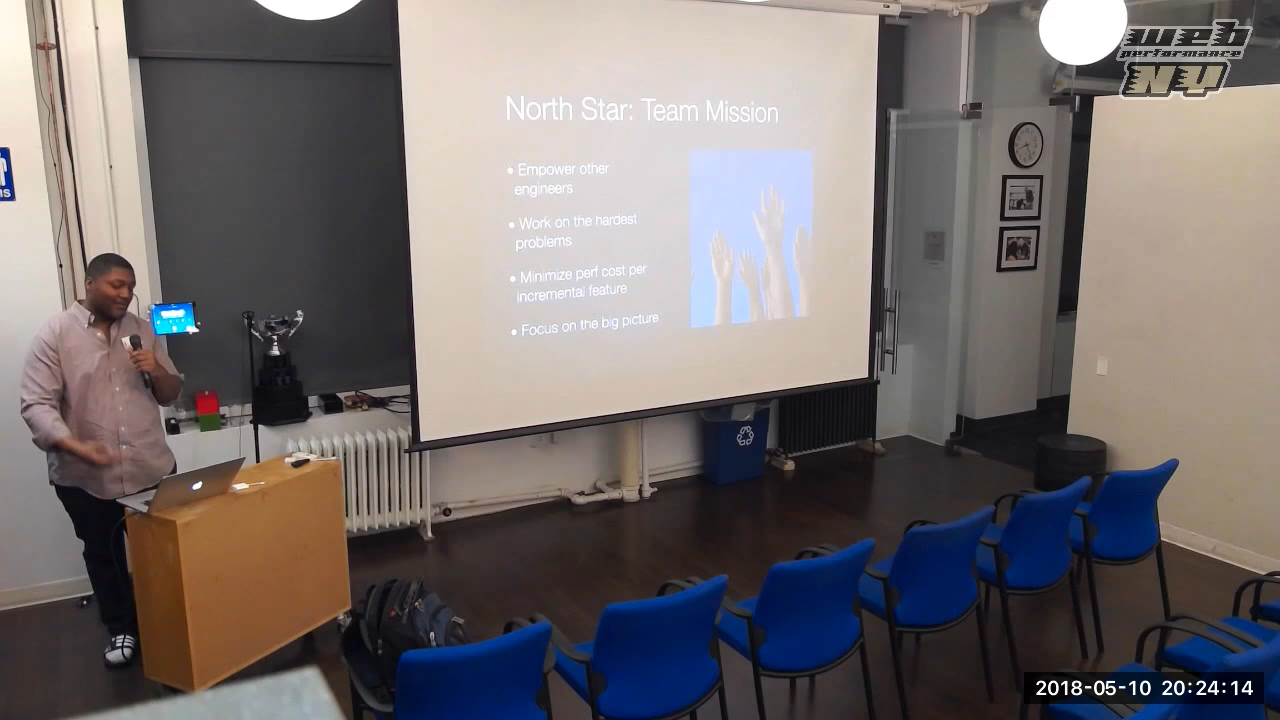 web
performance
NY
North Star: Team Mission
• Empower other
engineers
• Work on the hardest
problems
• Minimize perf cost per
incremental feature
• Focus on the big picture
MS
2018-05-10 20:24:14